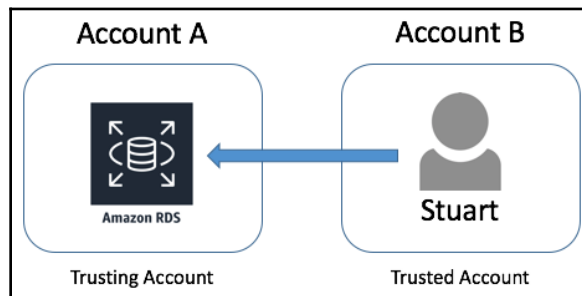 Account A
Account B
Amazon RDS
Stuart
Trusting Account
Trusted Account